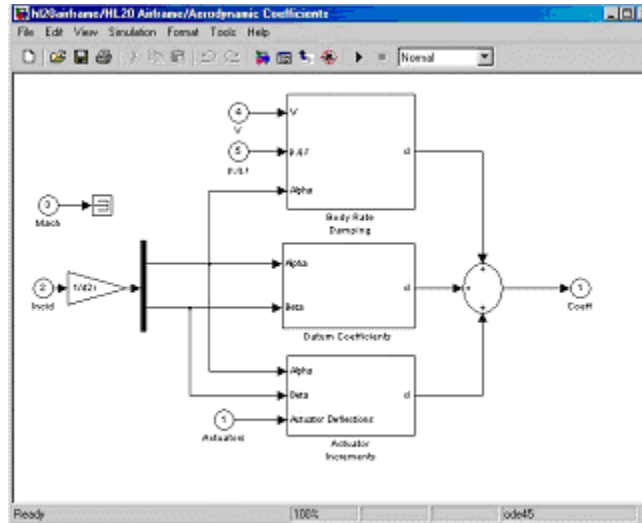 hl20airframe/HL20 Airframe/Aerodynamic Coefficients
File Edit View Simulation Format Tools Help
Normal
4
V
V
5
p,q,r
p,q,r
d
Alpha
3
Mach
Body Rate
Damping
Alpha
2
Incid
d
1
Coeff
Beta
Datum Coefficients
Alpha
Beta
d
1
Actuators
Actuator Deflections
Actuator
Increments
Ready
100%
ode45